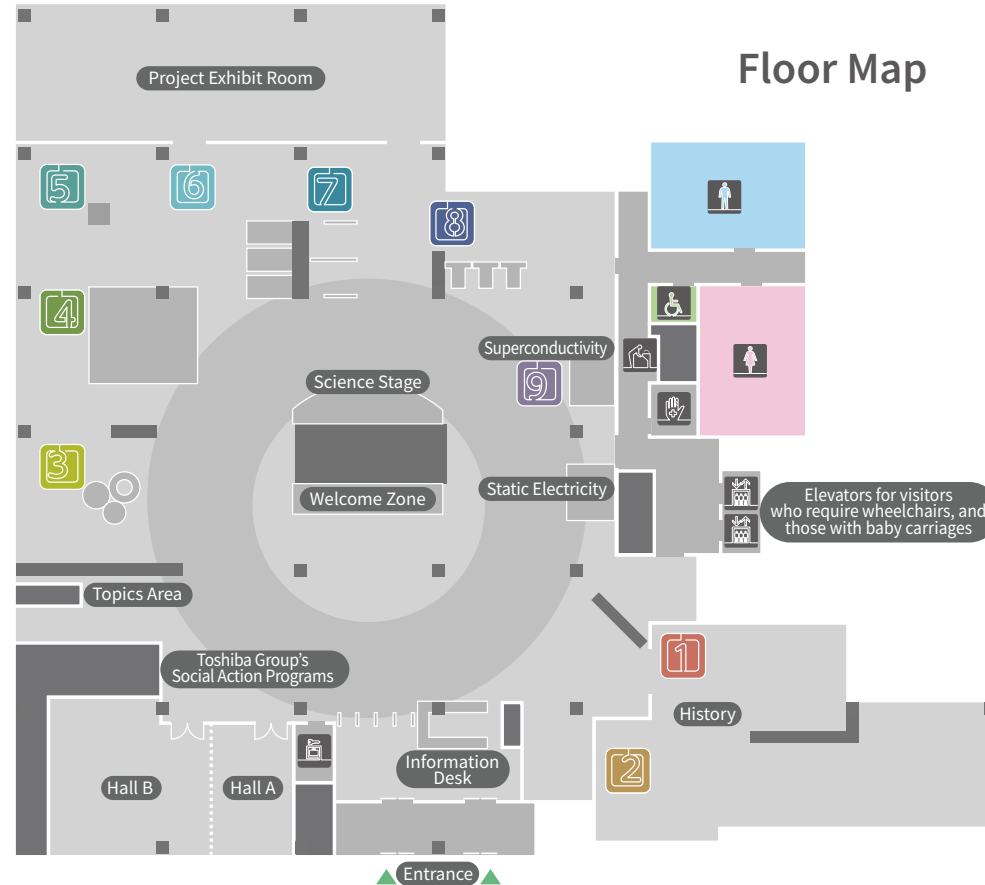 Floor Map
Project Exhibit Room
5
6
7
8
4
Superconductivity
Science Stage
9
3
Welcome Zone
Static Electricity
Elevators for visitors
who require wheelchairs, and
those with baby carriages
Topics Area
1
Toshiba Group's
Social Action Programs
History
2
Information
Desk
Hall B
Hall A
Entrance